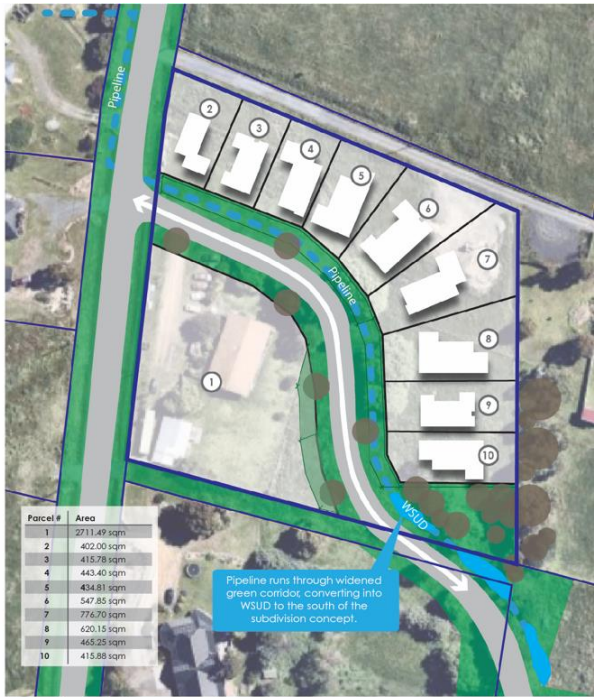 Pipeline
2
3
4
5
6
7
Pipeline
8
1
9
10
WSUD
Parcel # Area
1 2711.49 sqm
2 402.00 sqm
3 415.78 sqm
4 443.40 sqm
5 434.81 sqm
6 547.85 sqm
7 776.70 sqm
8 620.15 sqm
9 465.25 sqm
10 415.88 sqm
Pipeline runs through widened
green corridor, converting into
WSUD to the south of the
subdivision concept.